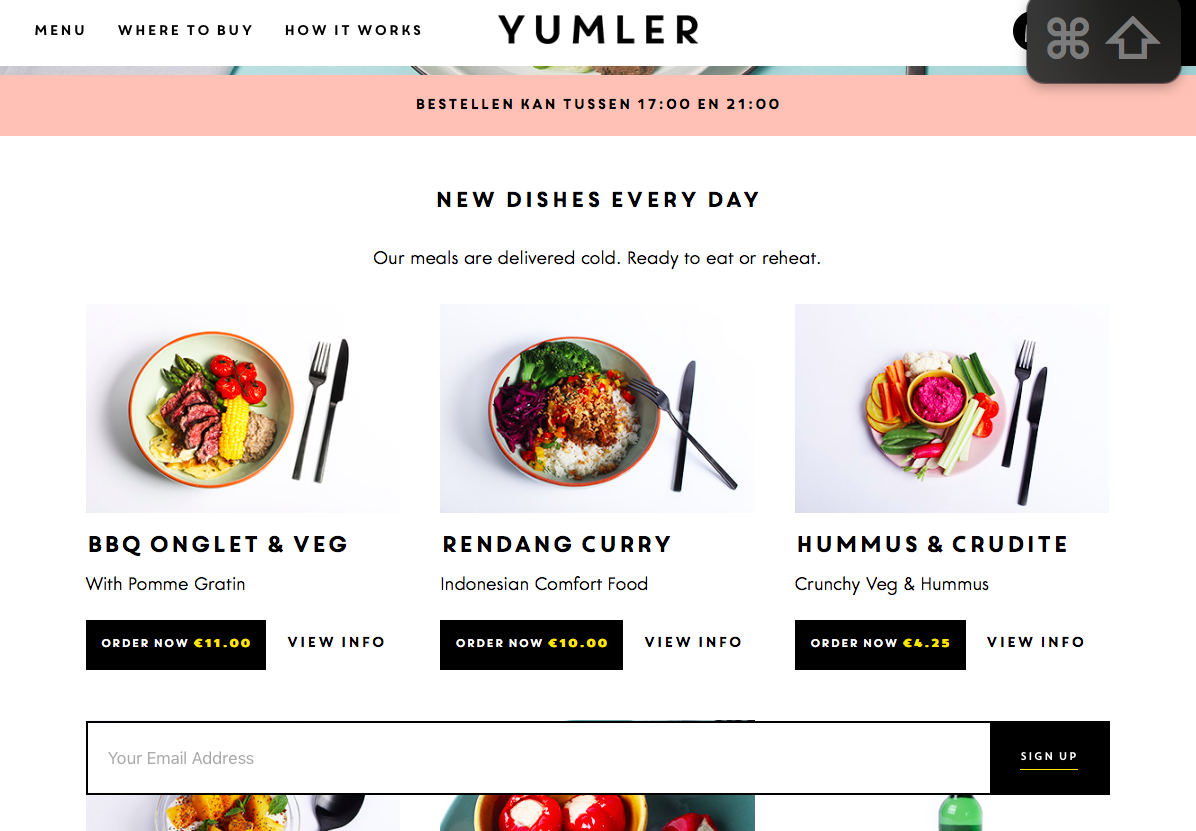 MENU WHERE TO BUY HOW IT WORKS YUMLER
BESTELLEN KAN TUSSEN 17:00 EN 21:00
NEW DISHES EVERY DAY
Our meals are delivered cold. Ready to eat or reheat.
BBQ ONGLET & VEG
With Pomme Gratin
ORDER NOW €11.00 VIEW INFO
RENDANG CURRY
Indonesian Comfort Food
ORDER NOW €10.00 VIEW INFO
HUMMUS & CRUDITE
Crunchy Veg & Hummus
ORDER NOW €4.25 VIEW INFO
Your Email Address SIGN UP